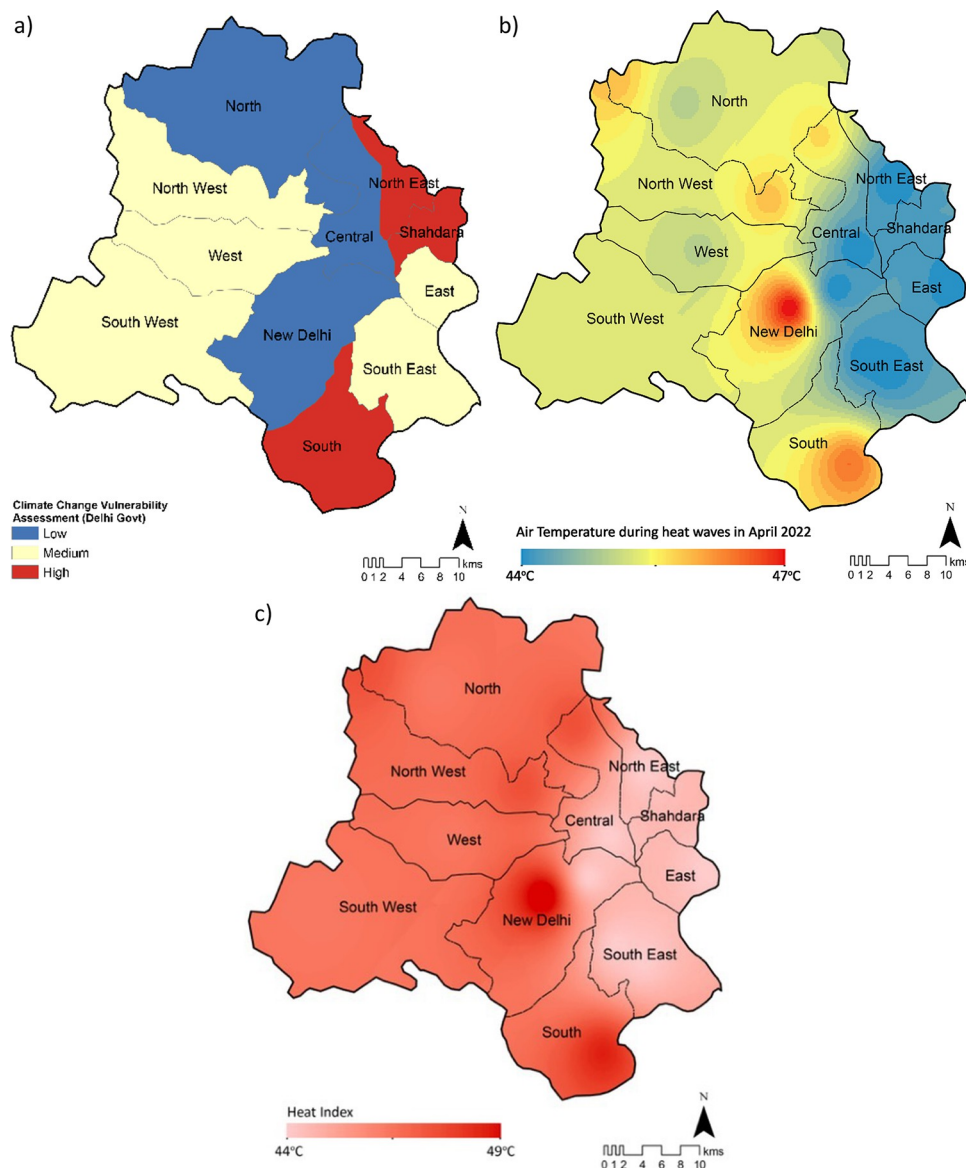 a)
North
North West
North East
Central
Shahdara
West
East
South West
New Delhi
South East
South
Climate Change Vulnerability
Assessment (Delhi Govt)
Low
Medium
High
N
0 1 2 4 6 8 10 kms
b)
North
North West
North East
Central
Shahdara
West
East
South West
New Delhi
South East
South
Air Temperature during heat waves in April 2022
44°C 47°C
N
0 1 2 4 6 8 10 kms
c)
North
North West
North East
Central
Shahdara
West
East
South West
New Delhi
South East
South
Heat Index
44°C 49°C
N
0 1 2 4 6 8 10 kms